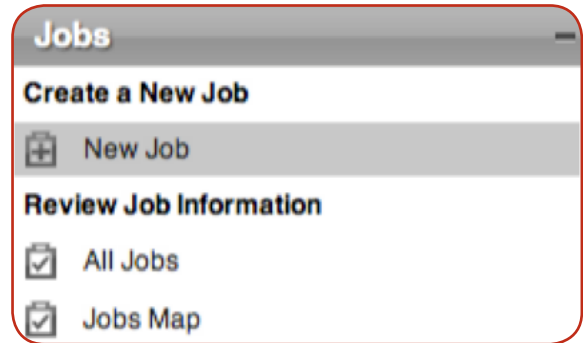 Jobs
Create a New Job
New Job
Review Job Information
All Jobs
Jobs Map